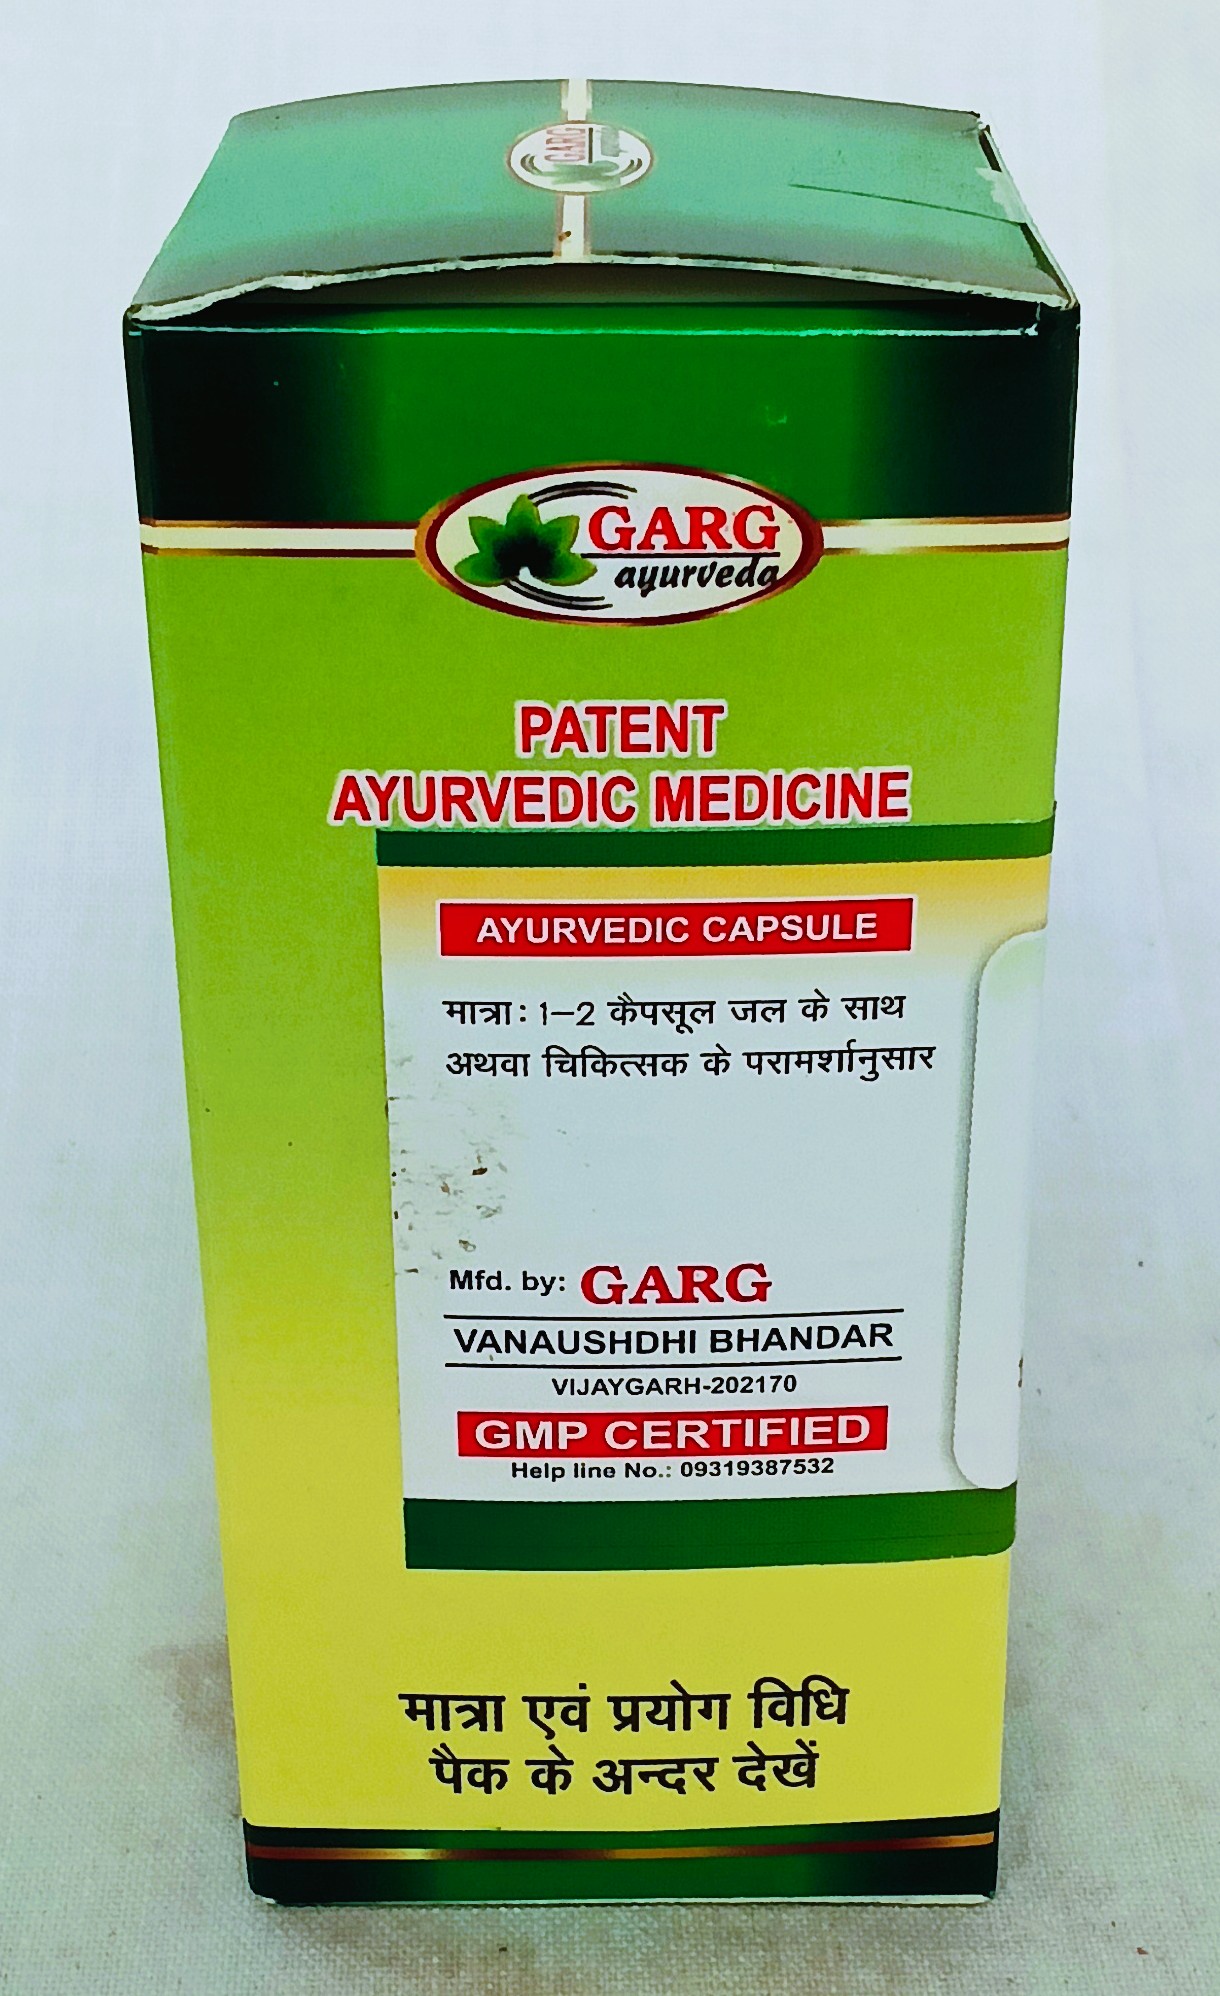 GARG
GARG
ayurveda
PATENT
AYURVEDIC MEDICINE
AYURVEDIC CAPSULE
मात्रा: 1-2 कैपसूल जल के साथ
अथवा चिकित्सक के परामर्शानुसार
Mfd. by: GARG
VANAUSHDHI BHANDAR
VIJAYGARH-202170
GMP CERTIFIED
Help line No.: 09319387532
मात्रा एवं प्रयोग विधि
पैक के अन्दर देखें